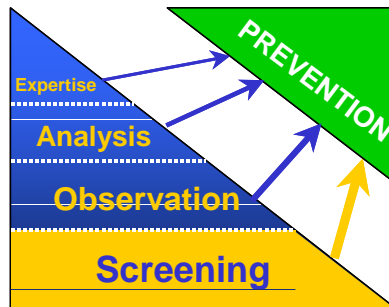 PREVENTION
Expertise
Analysis
Observation
Screening